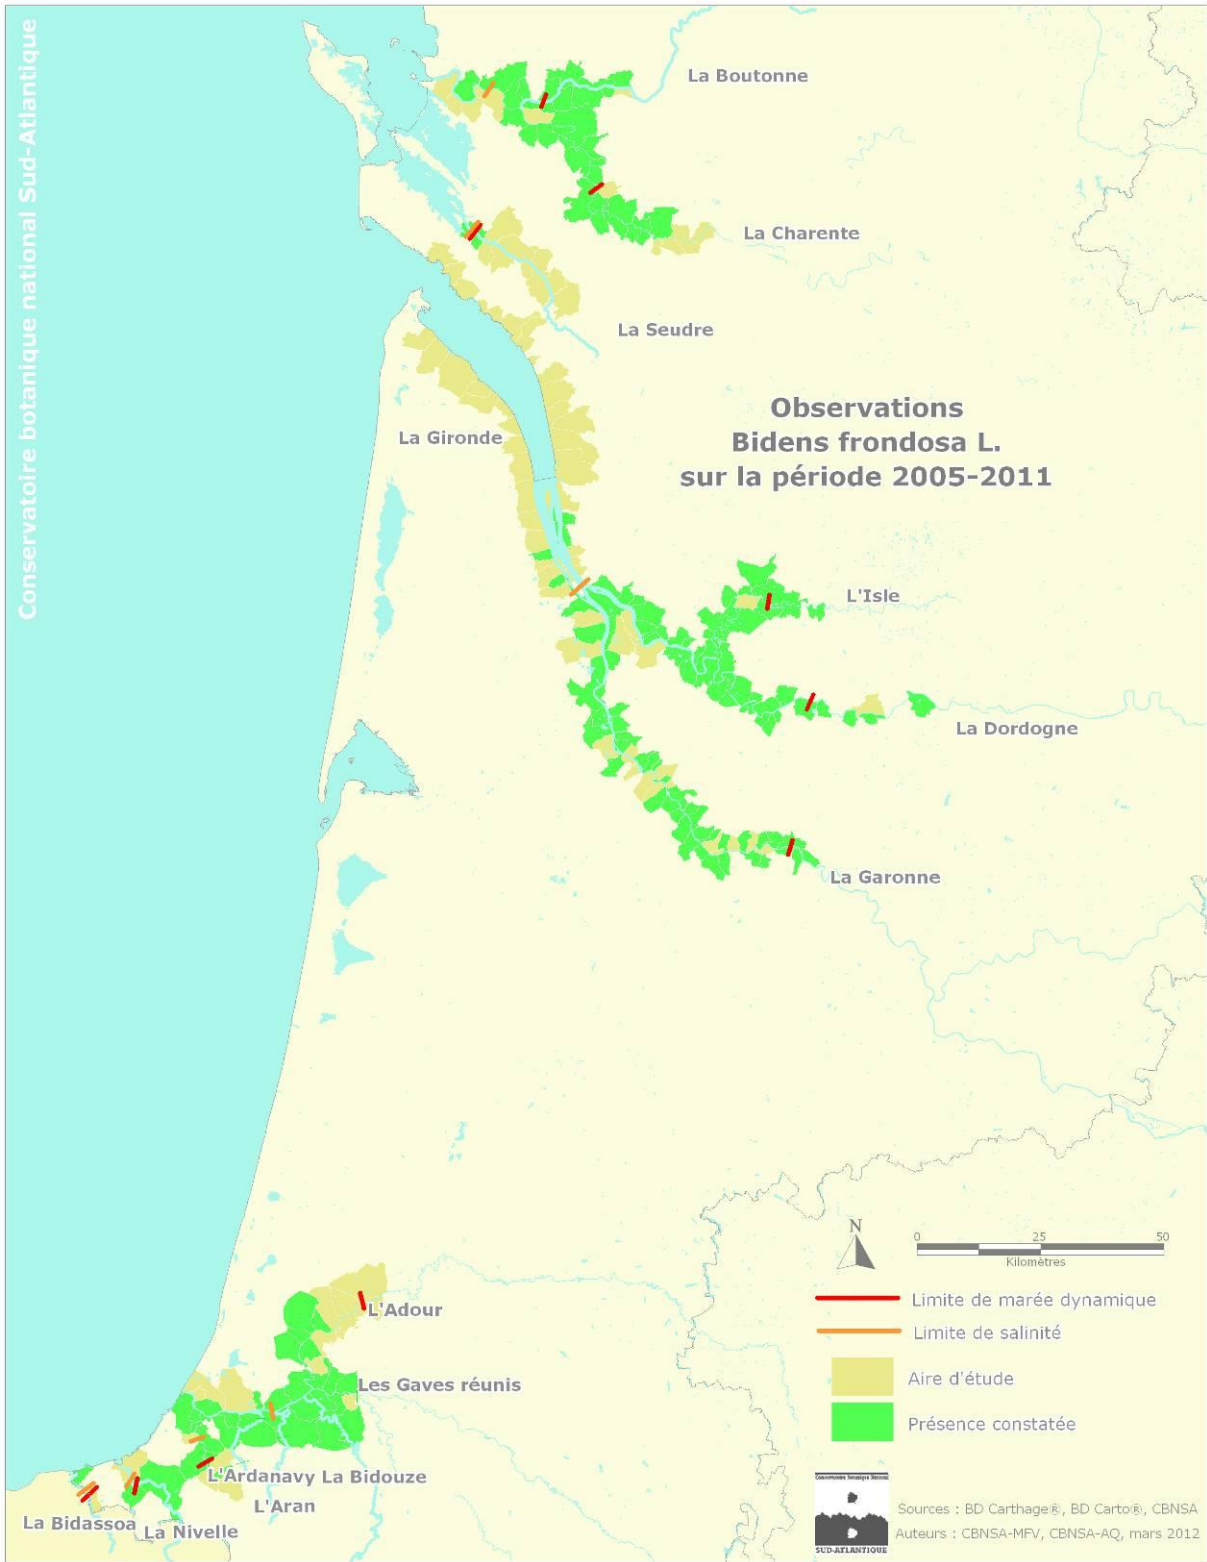 Conservatoire botanique national Sud-Atlantique
La Boutonne
La Charente
La Seudre
Observations
Bidens frondosa L.
sur la période 2005-2011
La Gironde
L'Isle
La Dordogne
La Garonne
L'Adour
Les Gaves réunis
L'Ardanavy La Bidouze
L'Aran
La Bidassoa
La Nivelle
N
0 25 50
Kilomètres
Limite de marée dynamique
Limite de salinité
Aire d'étude
Présence constatée
Conservatoire Botanique National
SUD-ATLANTIQUE
Sources : BD Carthage®, BD Carto®, CBNSA
Auteurs : CBNSA-MFV, CBNSA-AQ, mars 2012